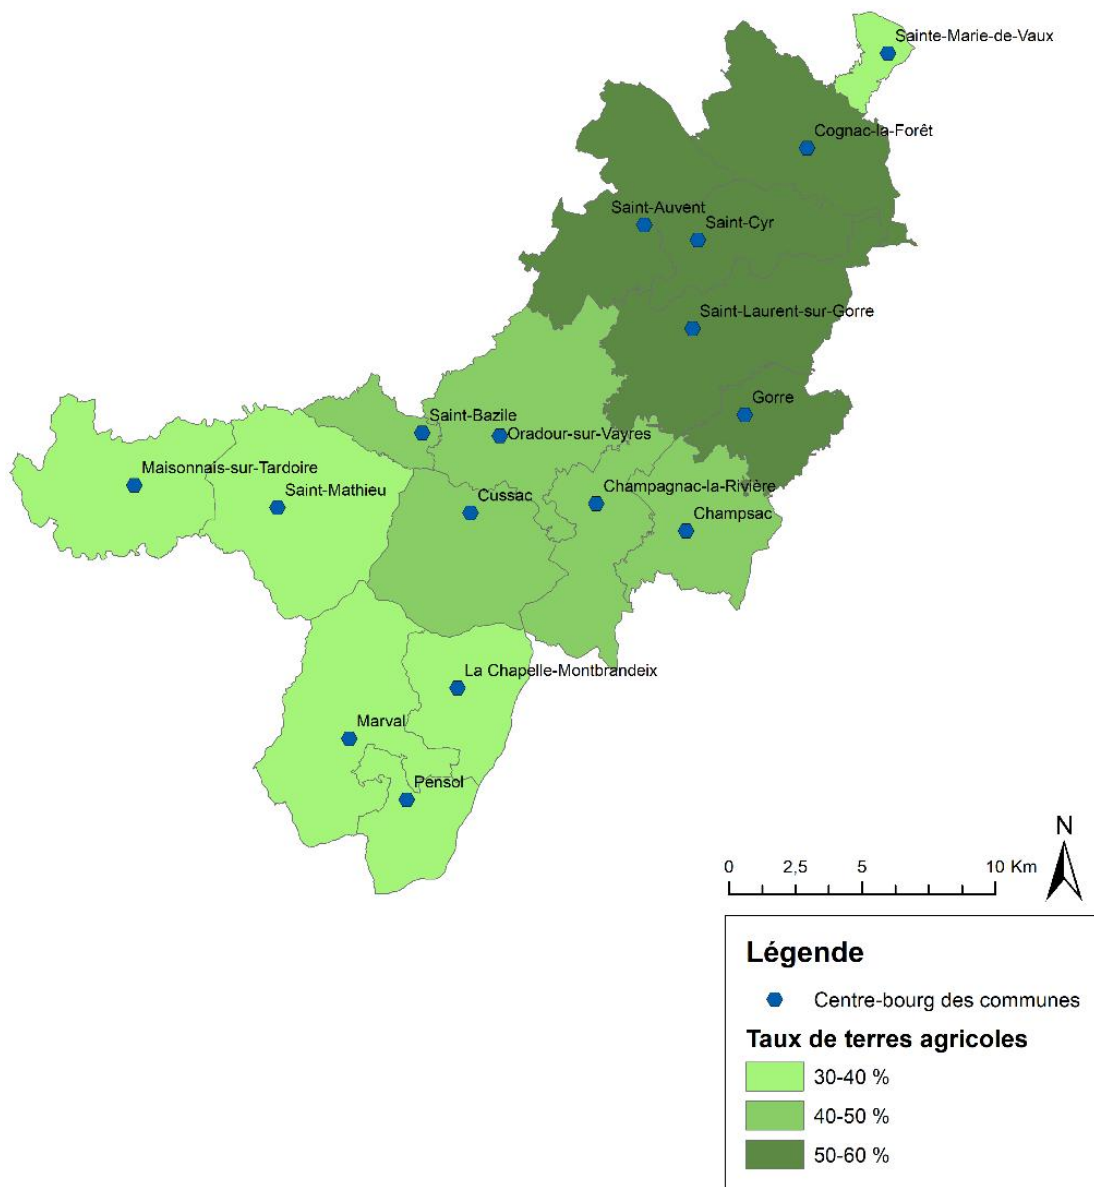 Sainte-Marie-de-Vaux
Cognac-la-Forêt
Saint-Auvent
Saint-Cyr
Saint-Laurent-sur-Gorre
Gorre
Saint-Bazile
Oradour-sur-Vayres
Maisonnais-sur-Tardoire
Saint-Mathieu
Cussac
Champagnac-la-Rivière
Champsac
La Chapelle-Montbrandeix
Marval
Pensol
N
0 2,5 5 10 Km
Légende
Centre-bourg des communes
Taux de terres agricoles
30-40 %
40-50 %
50-60 %